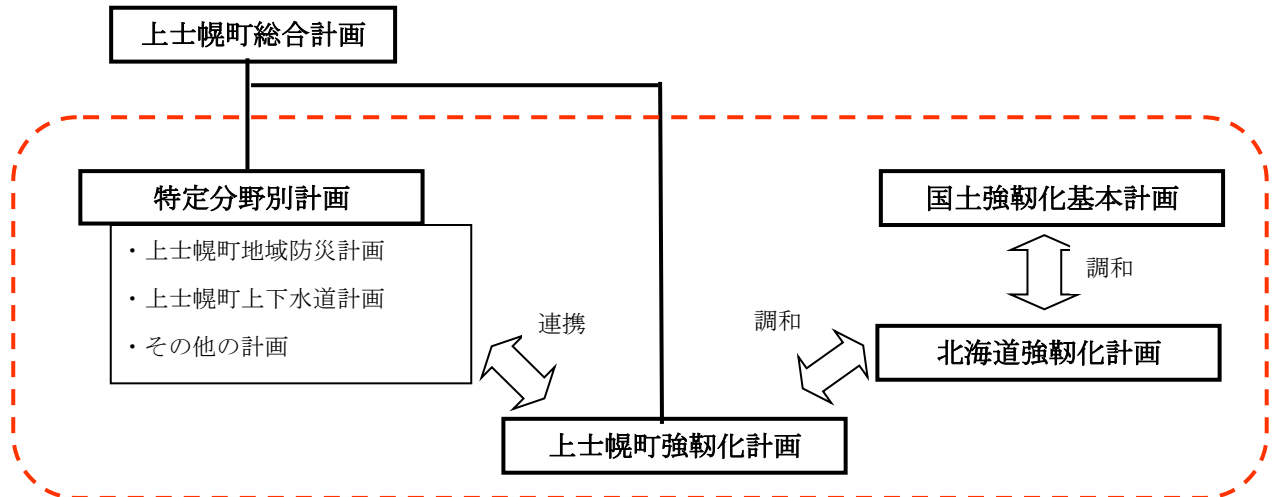 上士幌町総合計画
特定分野別計画
・上士幌町地域防災計画
・上士幌町上下水道計画
・その他の計画
国土強靱化基本計画
調和
北海道強靱化計画
連携
調和
上士幌町強靱化計画